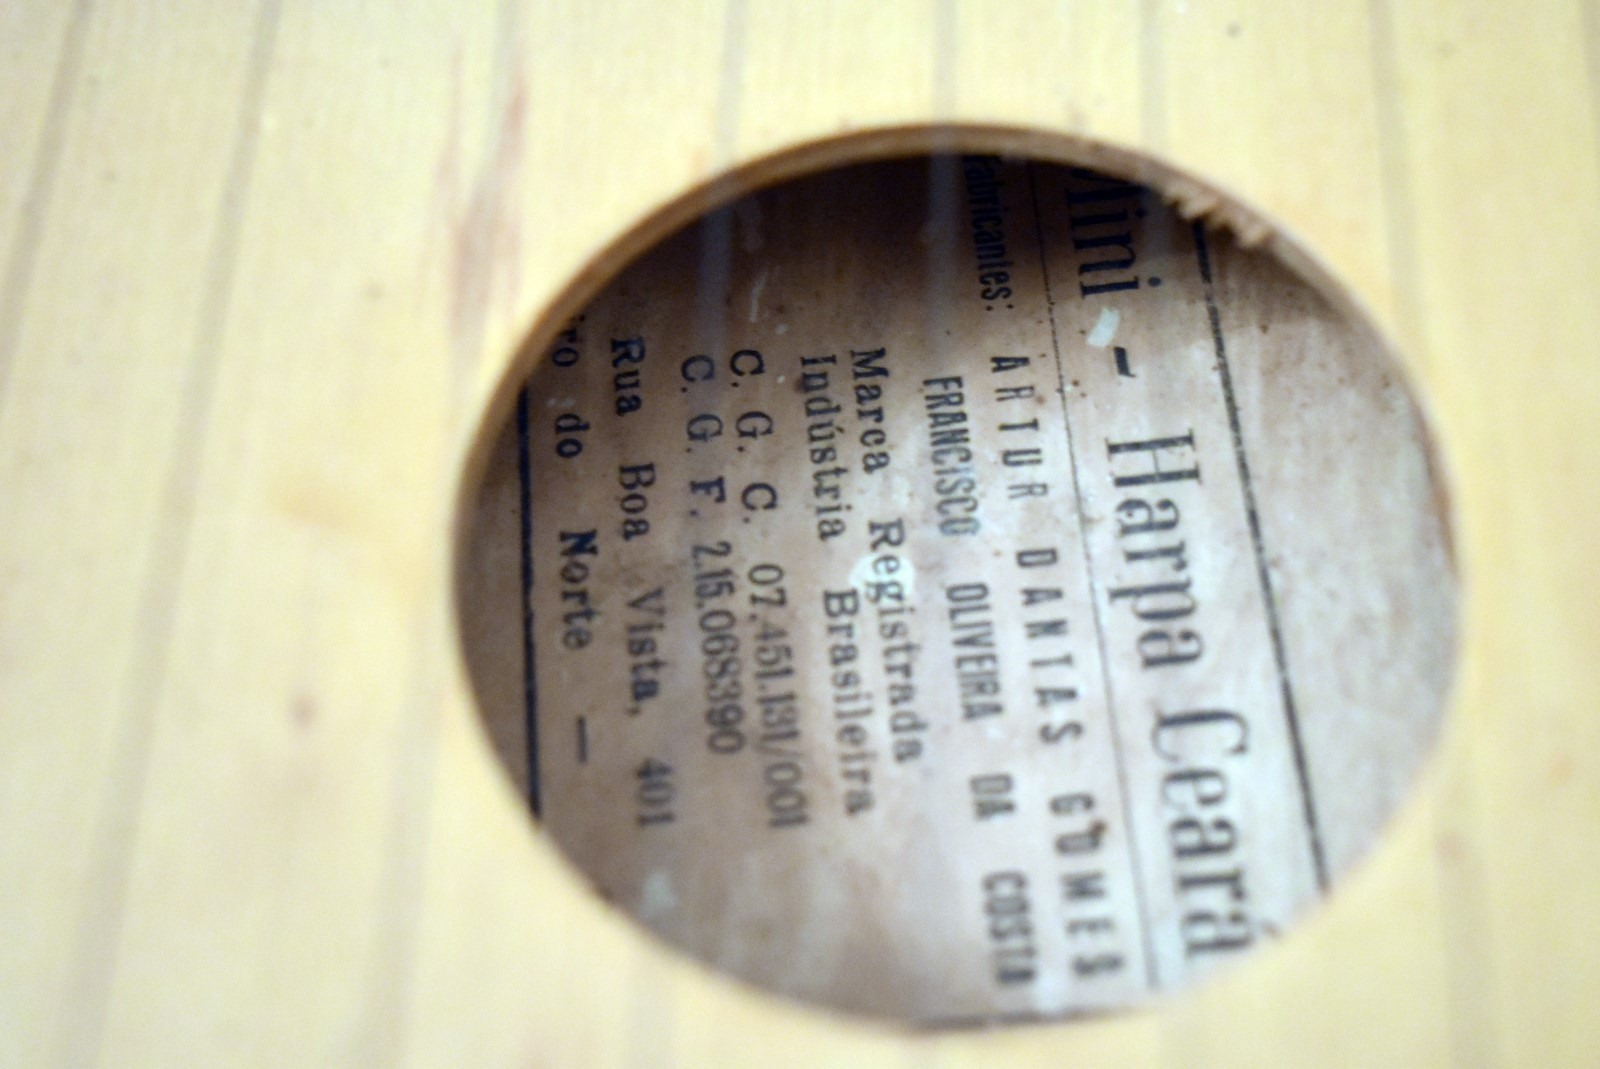 Mini - Harpa Ceará
Fabricantes: ARTUR DANTAS GOMES
FRANCISCO OLIVEIRA DA COSTA
Marca Registrada
Indústria Brasileira
C. G. C. 07.451.131/001
C. G. F. 2.15.068390
Rua Boa Vista, 401
do Norte —